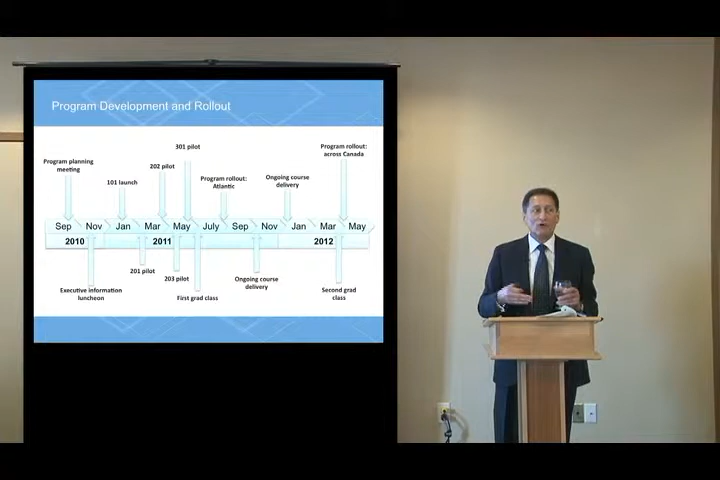 Program Development and Rollout
301 pilot
Program rollout:
across Canada
Program planning
meeting
202 pilot
101 launch
Program rollout:
Atlantic
Ongoing course
delivery
Sep Nov Jan Mar May July Sep Nov Jan Mar May
2010 2011 2012
201 pilot
203 pilot
Ongoing course
delivery
Executive information
luncheon
First grad class
Second grad
class